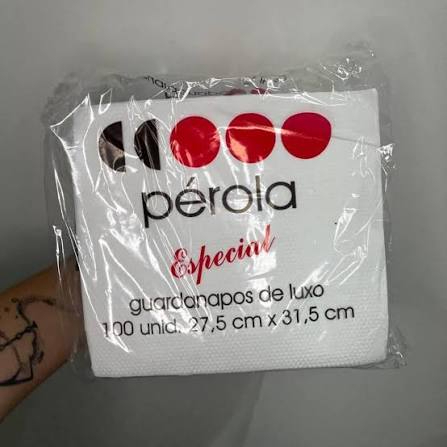 pérola
Especial
guardanapos de luxo
100 unid. 27,5 cm x 31,5 cm